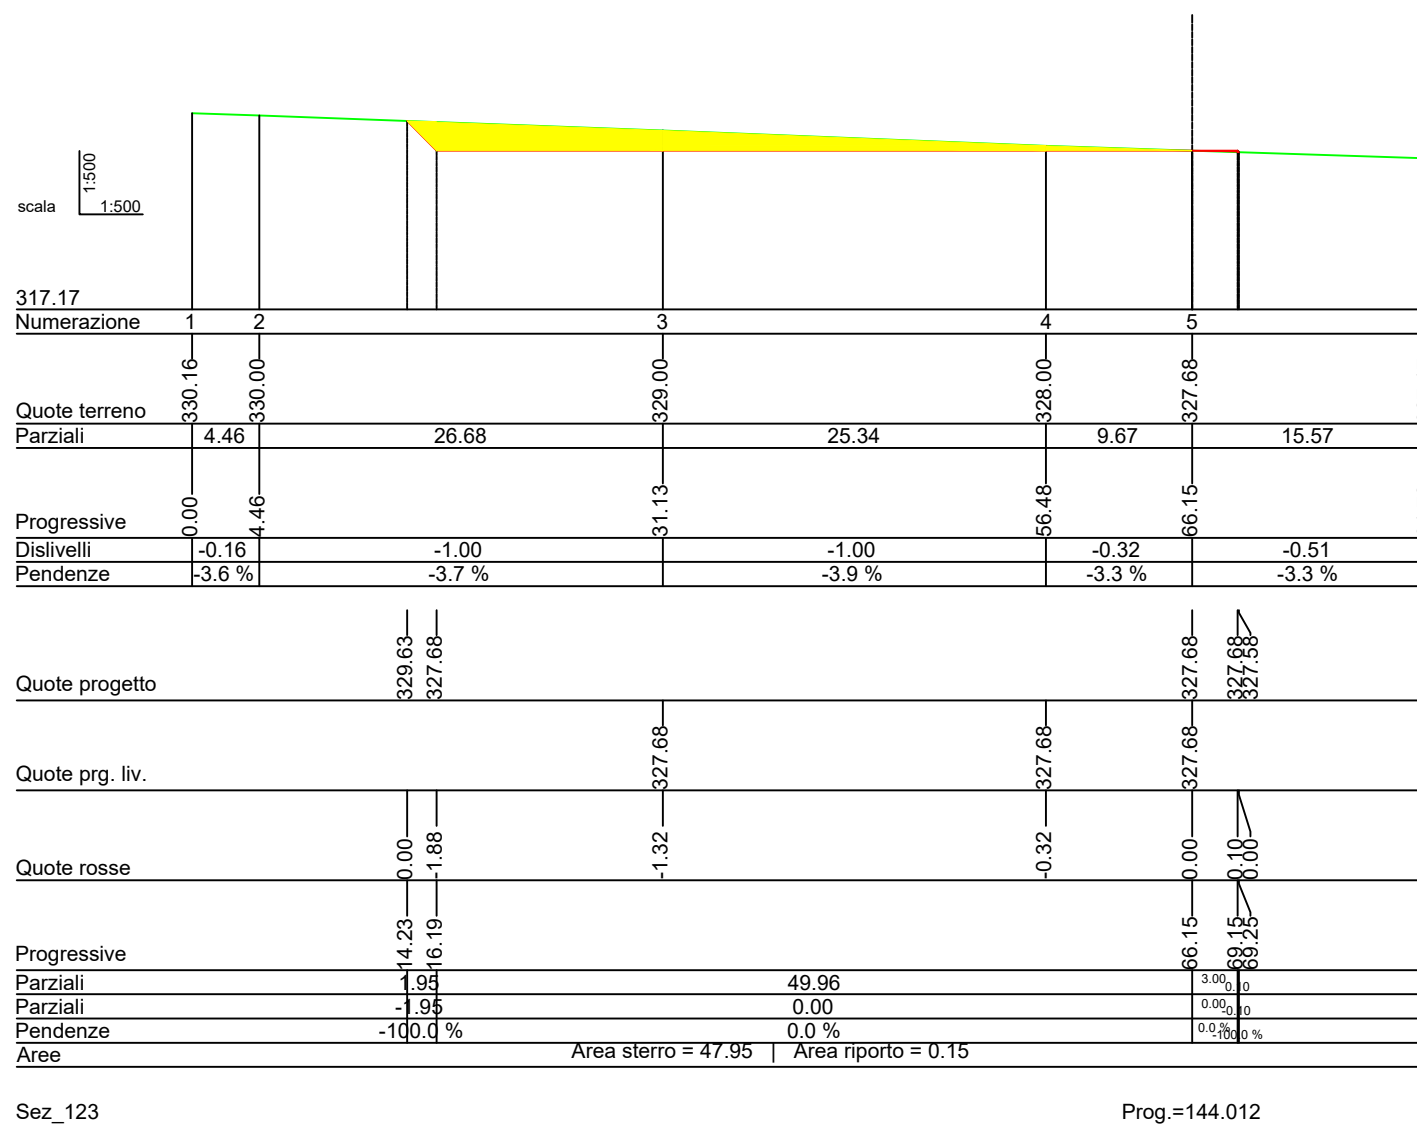 1:500
scala 1:500
317.17
Numerazione 1 2 3 4 5
Quote terreno 330.16 330.00 329.00 328.00 327.68
Parziali 4.46 26.68 25.34 9.67 15.57
Progressive 0.00 4.46 31.13 56.48 66.15
Dislivelli -0.16 -1.00 -1.00 -0.32 -0.51
Pendenze -3.6 % -3.7 % -3.9 % -3.3 % -3.3 %
Quote progetto 329.63 327.68 327.68 327.68 327.58
Quote prg. liv. 327.68 327.68 327.68
Quote rosse 0.00 -1.88 -1.32 -0.32 0.00 0.10 0.00
Progressive 14.23 16.19 66.15 69.15 69.25
Parziali 1.95 49.96 3.00 0.10
Parziali -1.95 0.00 0.00 -0.10
Pendenze -100.0 % 0.0 % 0.0 % -100.0 %
Aree Area sterro = 47.95 | Area riporto = 0.15
Sez_123 Prog.=144.012